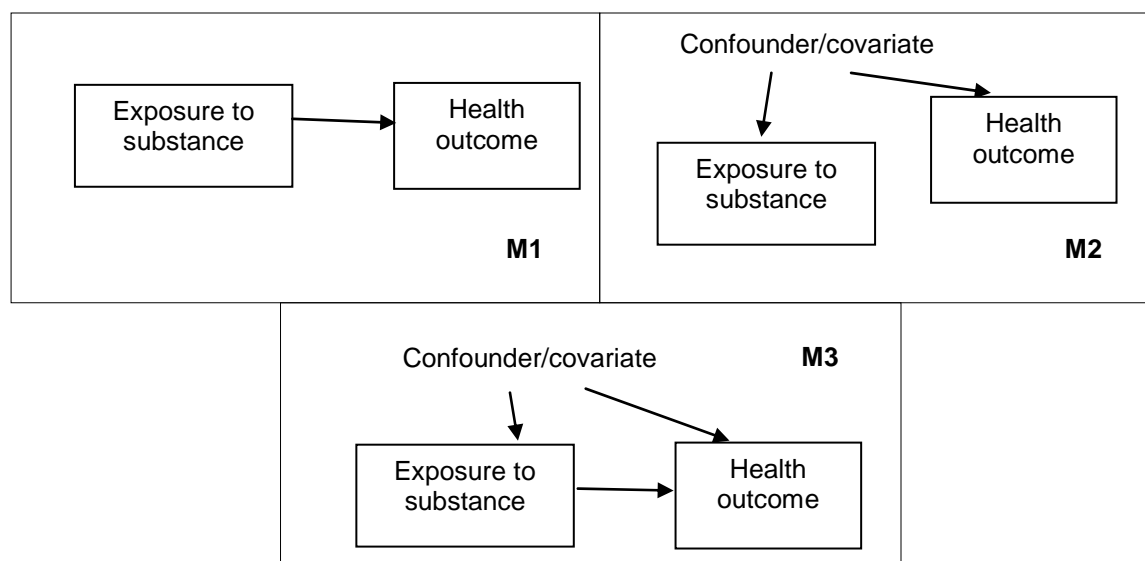 Exposure to
substance
Health
outcome
M1
Confounder/covariate
Health
outcome
Exposure to
substance
M2
Confounder/covariate
M3
Exposure to
substance
Health
outcome